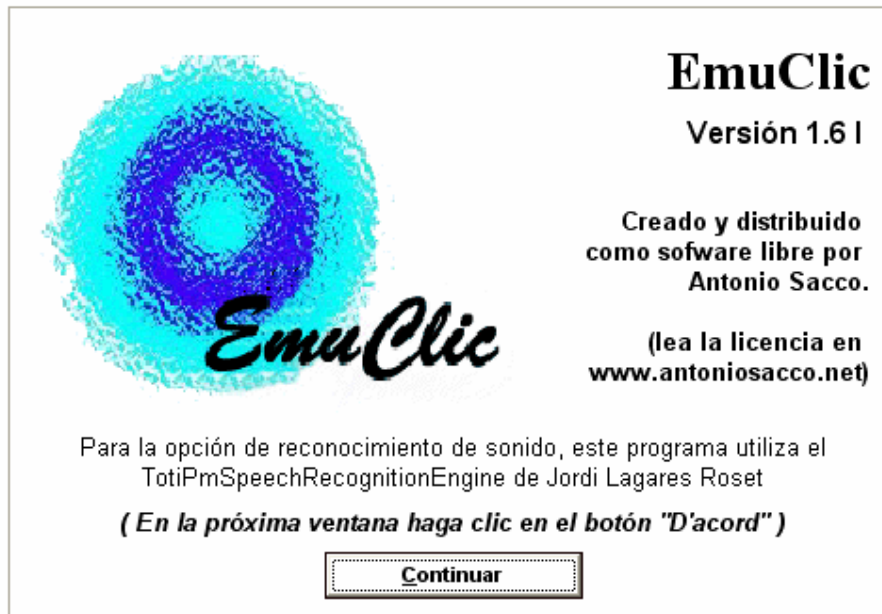 EmuClic
Versión 1.6 I
Creado y distribuido
como sofware libre por
Antonio Sacco.
(lea la licencia en
www.antoniosacco.net)
EmuClic
Para la opción de reconocimiento de sonido, este programa utiliza el
TotiPmSpeechRecognitionEngine de Jordi Lagares Roset
( En la próxima ventana haga clic en el botón "D'acord" )
Continuar